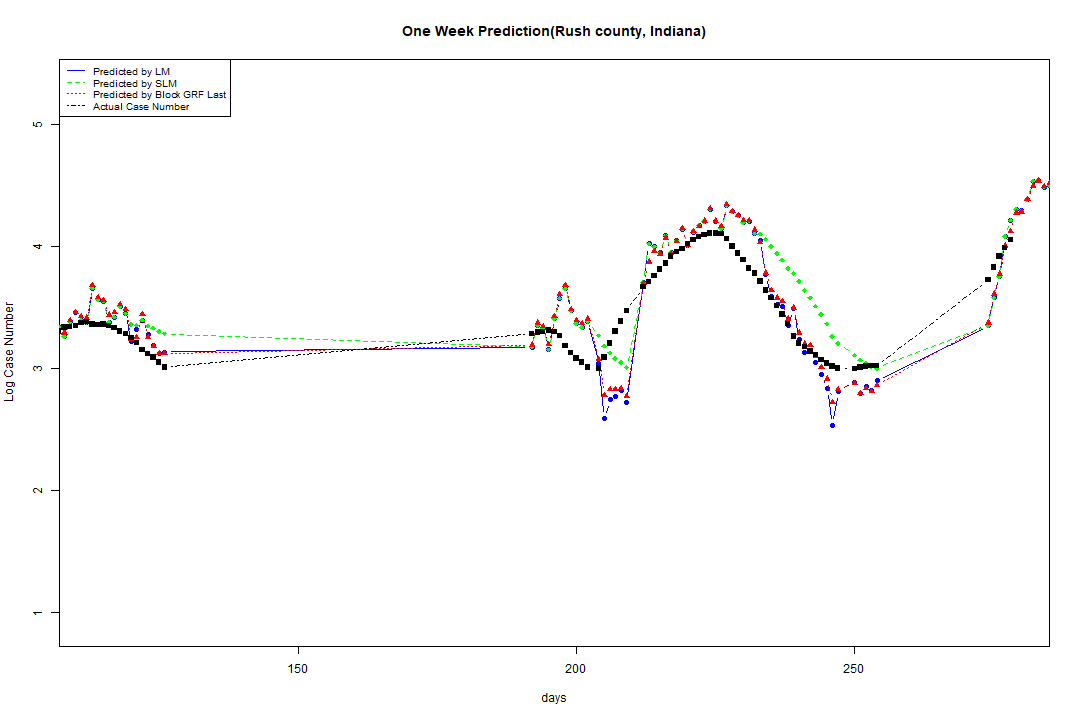 One Week Prediction(Rush county, Indiana)
Predicted by LM
Predicted by SLM
Predicted by Block GRF Last
Actual Case Number
5
4
3
2
1
Log Case Number
150 200 250
days